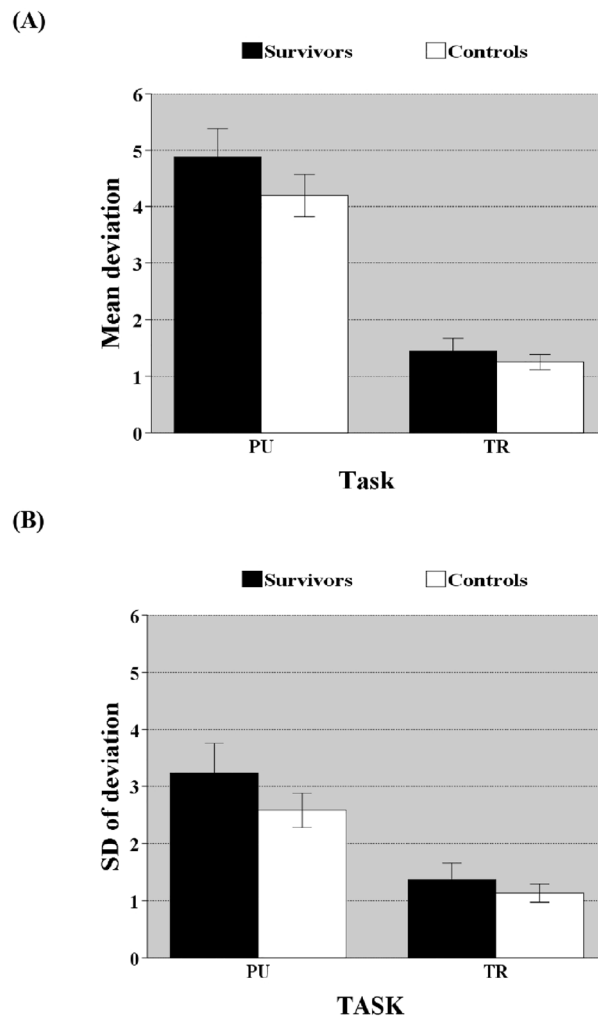 (A)
Survivors Controls
6
5
4
3
2
1
0
Mean deviation
PU TR
Task
(B)
Survivors Controls
6
5
4
3
2
1
0
SD of deviation
PU TR
TASK